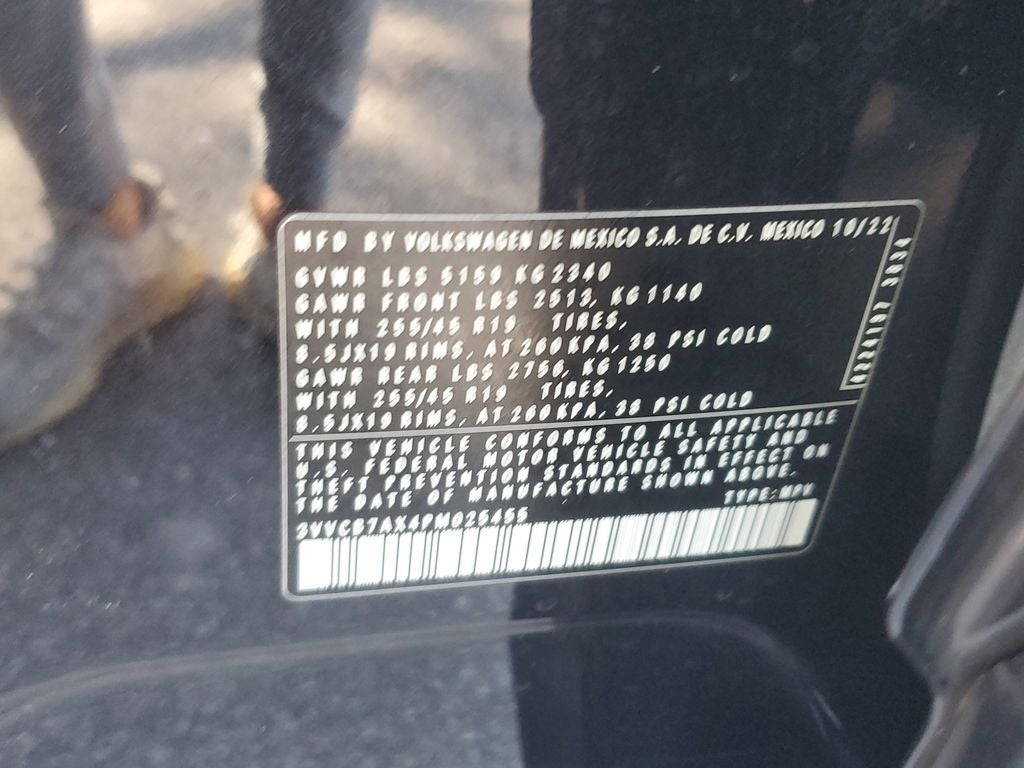 MFD BY VOLKSWAGEN DE MEXICO S.A. DE C.V. MEXICO 10/22
GVWR LBS 5159 KG 2340
GAWR FRONT LBS 2513, KG 1140
WITH 255/45 R19 TIRES,
8.5JX19 RIMS, AT 260 KPA, 38 PSI COLD
GAWR REAR LBS 2756, KG 1250
WITH 255/45 R19 TIRES,
8.5JX19 RIMS, AT 260 KPA, 38 PSI COLD
THIS VEHICLE CONFORMS TO ALL APPLICABLE
U.S. FEDERAL MOTOR VEHICLE SAFETY AND
THEFT PREVENTION STANDARDS IN EFFECT ON
THE DATE OF MANUFACTURE SHOWN ABOVE.
TYPE: MPV
3VVCB7AX4PM025455